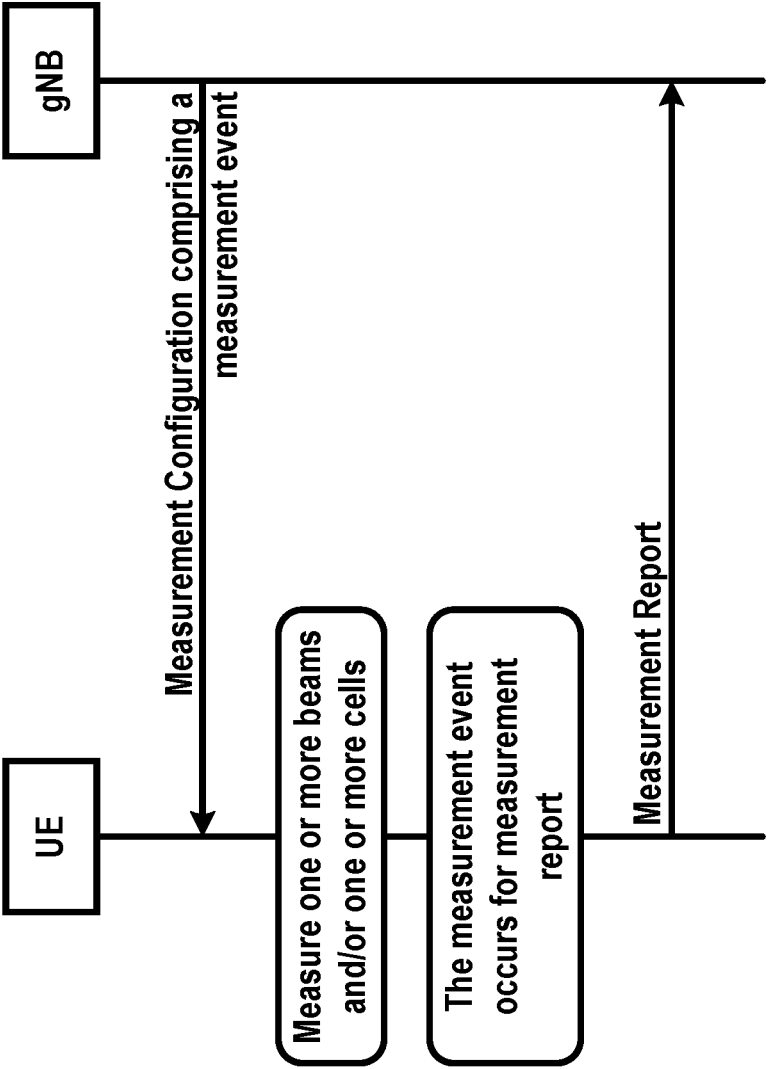 UE
gNB
Measurement Configuration comprising a
measurement event
Measure one or more beams
and/or one or more cells
The measurement event
occurs for measurement
report
Measurement Report